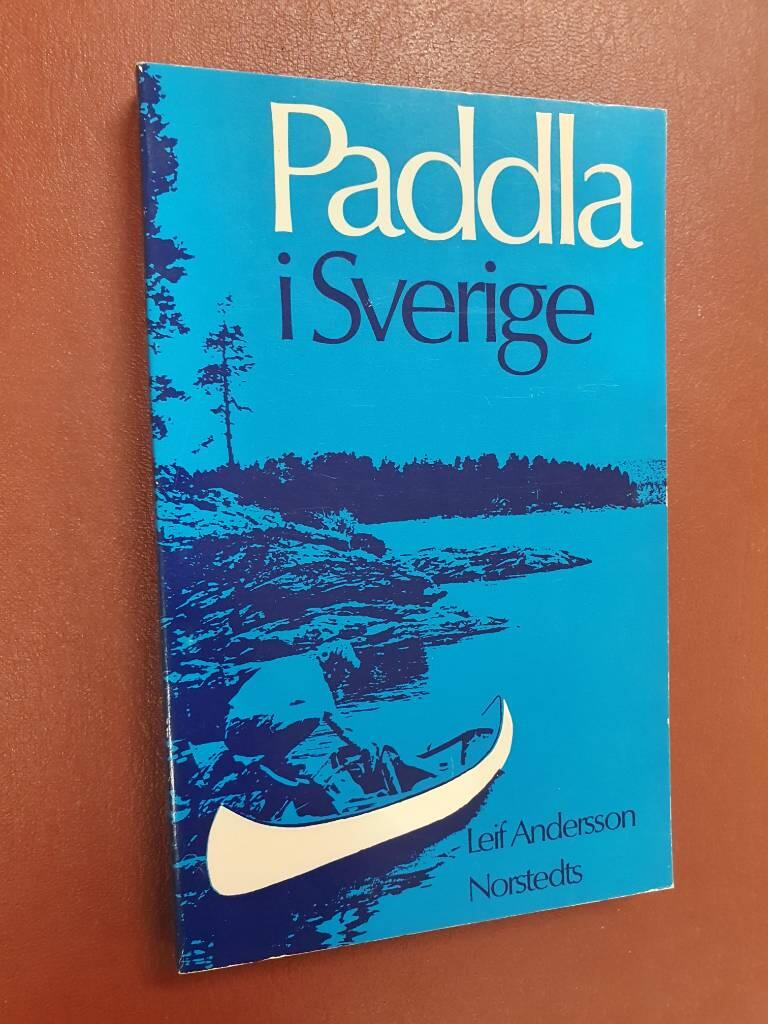 Paddla
i Sverige
Leif Andersson
Norstedts